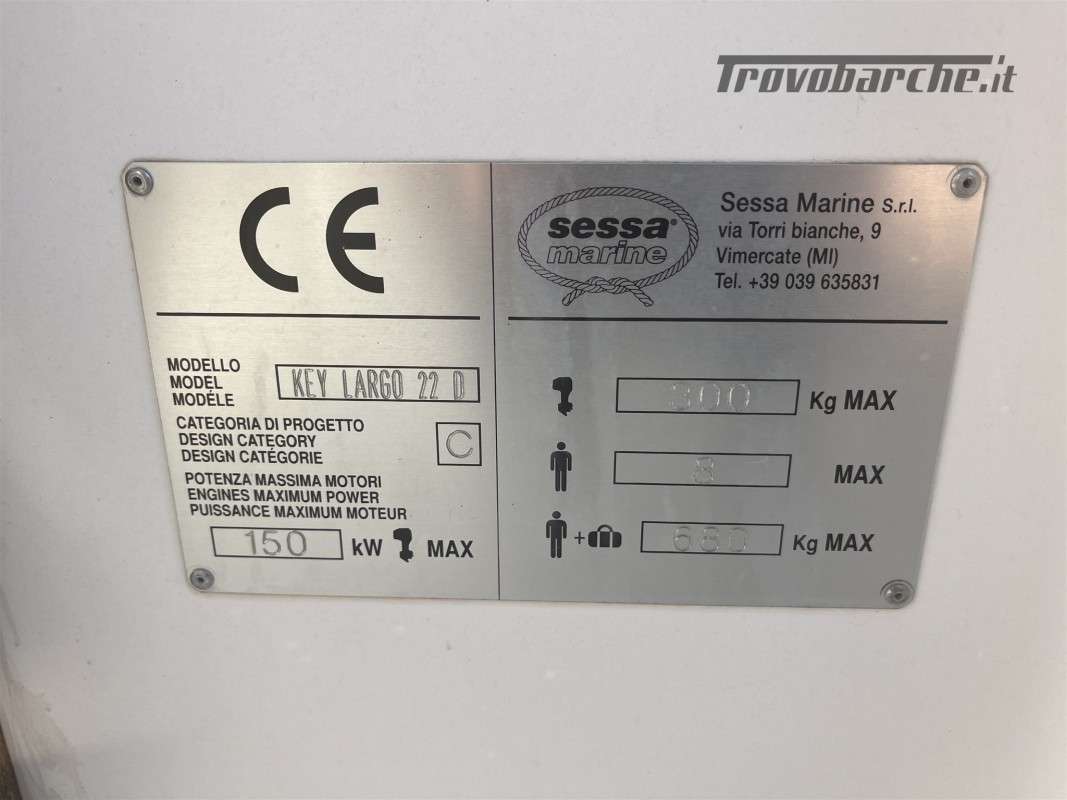 Trovobarche.it
CE
MODELLO
MODEL
MODÉLE
KEY LARGO 22 D
CATEGORIA DI PROGETTO
DESIGN CATEGORY
DESIGN CATÉGORIE
C
POTENZA MASSIMA MOTORI
ENGINES MAXIMUM POWER
PUISSANCE MAXIMUM MOTEUR
150 kW MAX
sessa®
marine
Sessa Marine S.r.l.
via Torri bianche, 9
Vimercate (MI)
Tel. +39 039 635831
300 Kg MAX
8 MAX
+ 680 Kg MAX